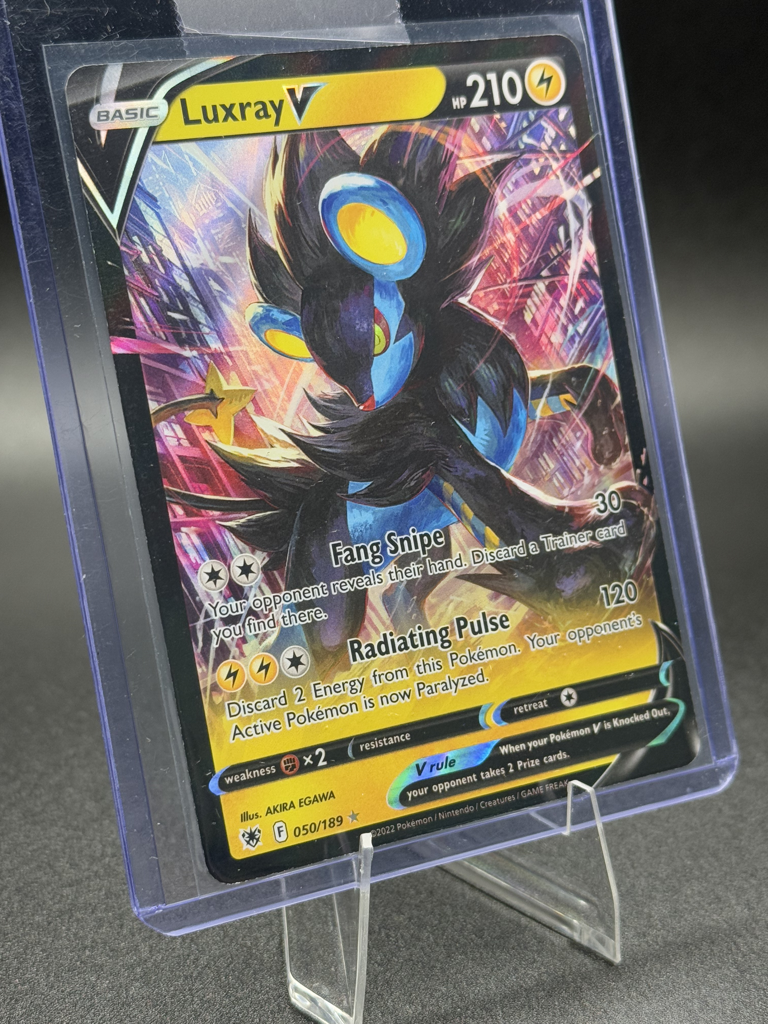 BASIC Luxray V HP 210
Fang Snipe 30
Your opponent reveals their hand. Discard a Trainer card
you find there.
Radiating Pulse 120
Discard 2 Energy from this Pokémon. Your opponent's
Active Pokémon is now Paralyzed.
weakness ×2 resistance retreat
V rule When your Pokémon V is Knocked Out,
your opponent takes 2 Prize cards.
Illus. AKIRA EGAWA
F 050/189 ©2022 Pokémon / Nintendo / Creatures / GAME FREAK